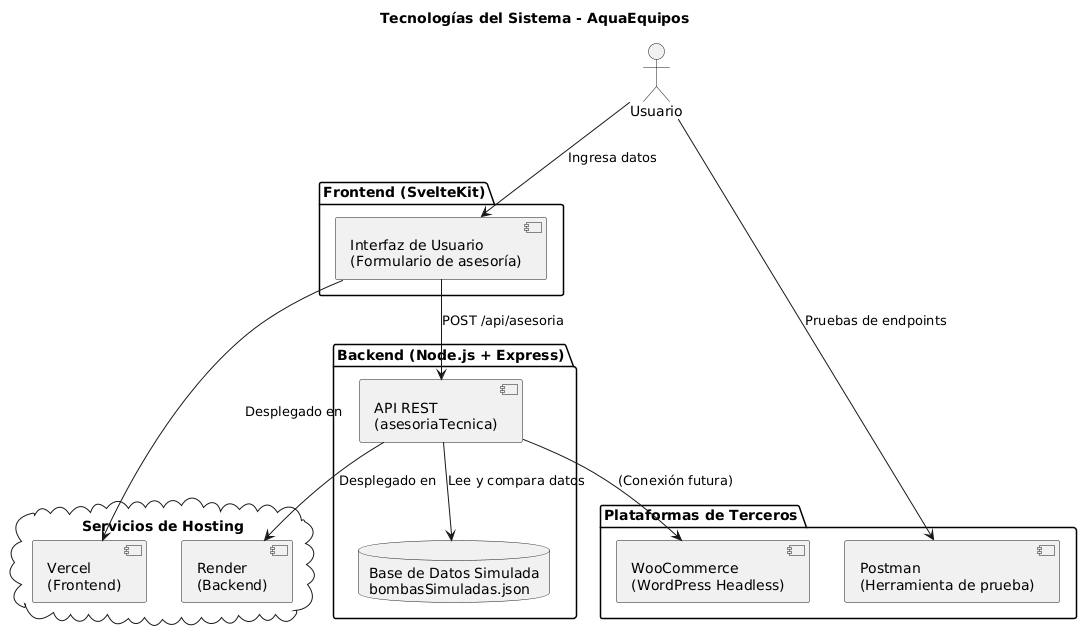 Tecnologías del Sistema - AquaEquipos
Usuario
Ingresa datos
Frontend (SvelteKit)
Interfaz de Usuario
(Formulario de asesoría)
POST /api/asesoria
Pruebas de endpoints
Backend (Node.js + Express)
API REST
(asesoriaTecnica)
Desplegado en
Desplegado en
Lee y compara datos
(Conexión futura)
Servicios de Hosting
Vercel
(Frontend)
Render
(Backend)
Base de Datos Simulada
bombasSimuladas.json
Plataformas de Terceros
WooCommerce
(WordPress Headless)
Postman
(Herramienta de prueba)